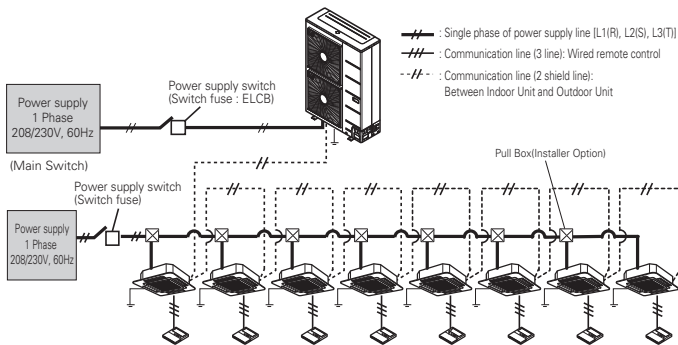 : Single phase of power supply line [L1(R), L2(S), L3(T)]
: Communication line (3 line): Wired remote control
: Communication line (2 shield line):
Between Indoor Unit and Outdoor Unit
Power supply switch
(Switch fuse : ELCB)
Power supply
1 Phase
208/230V, 60Hz
(Main Switch)
Pull Box(Installer Option)
Power supply switch
(Switch fuse)
Power supply
1 Phase
208/230V, 60Hz